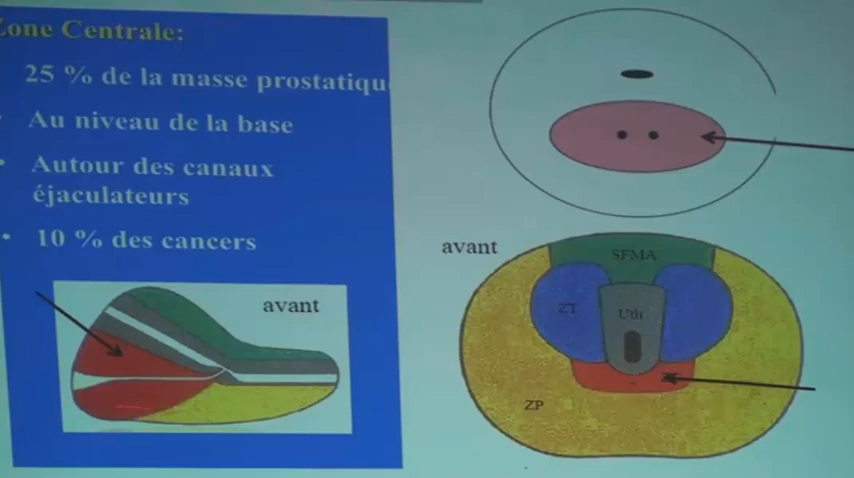 Zone Centrale:
25 % de la masse prostatiqu
Au niveau de la base
• Autour des canaux
éjaculateurs
• 10 % des cancers
avant
avant
SFMA
ZT
Uth
ZP